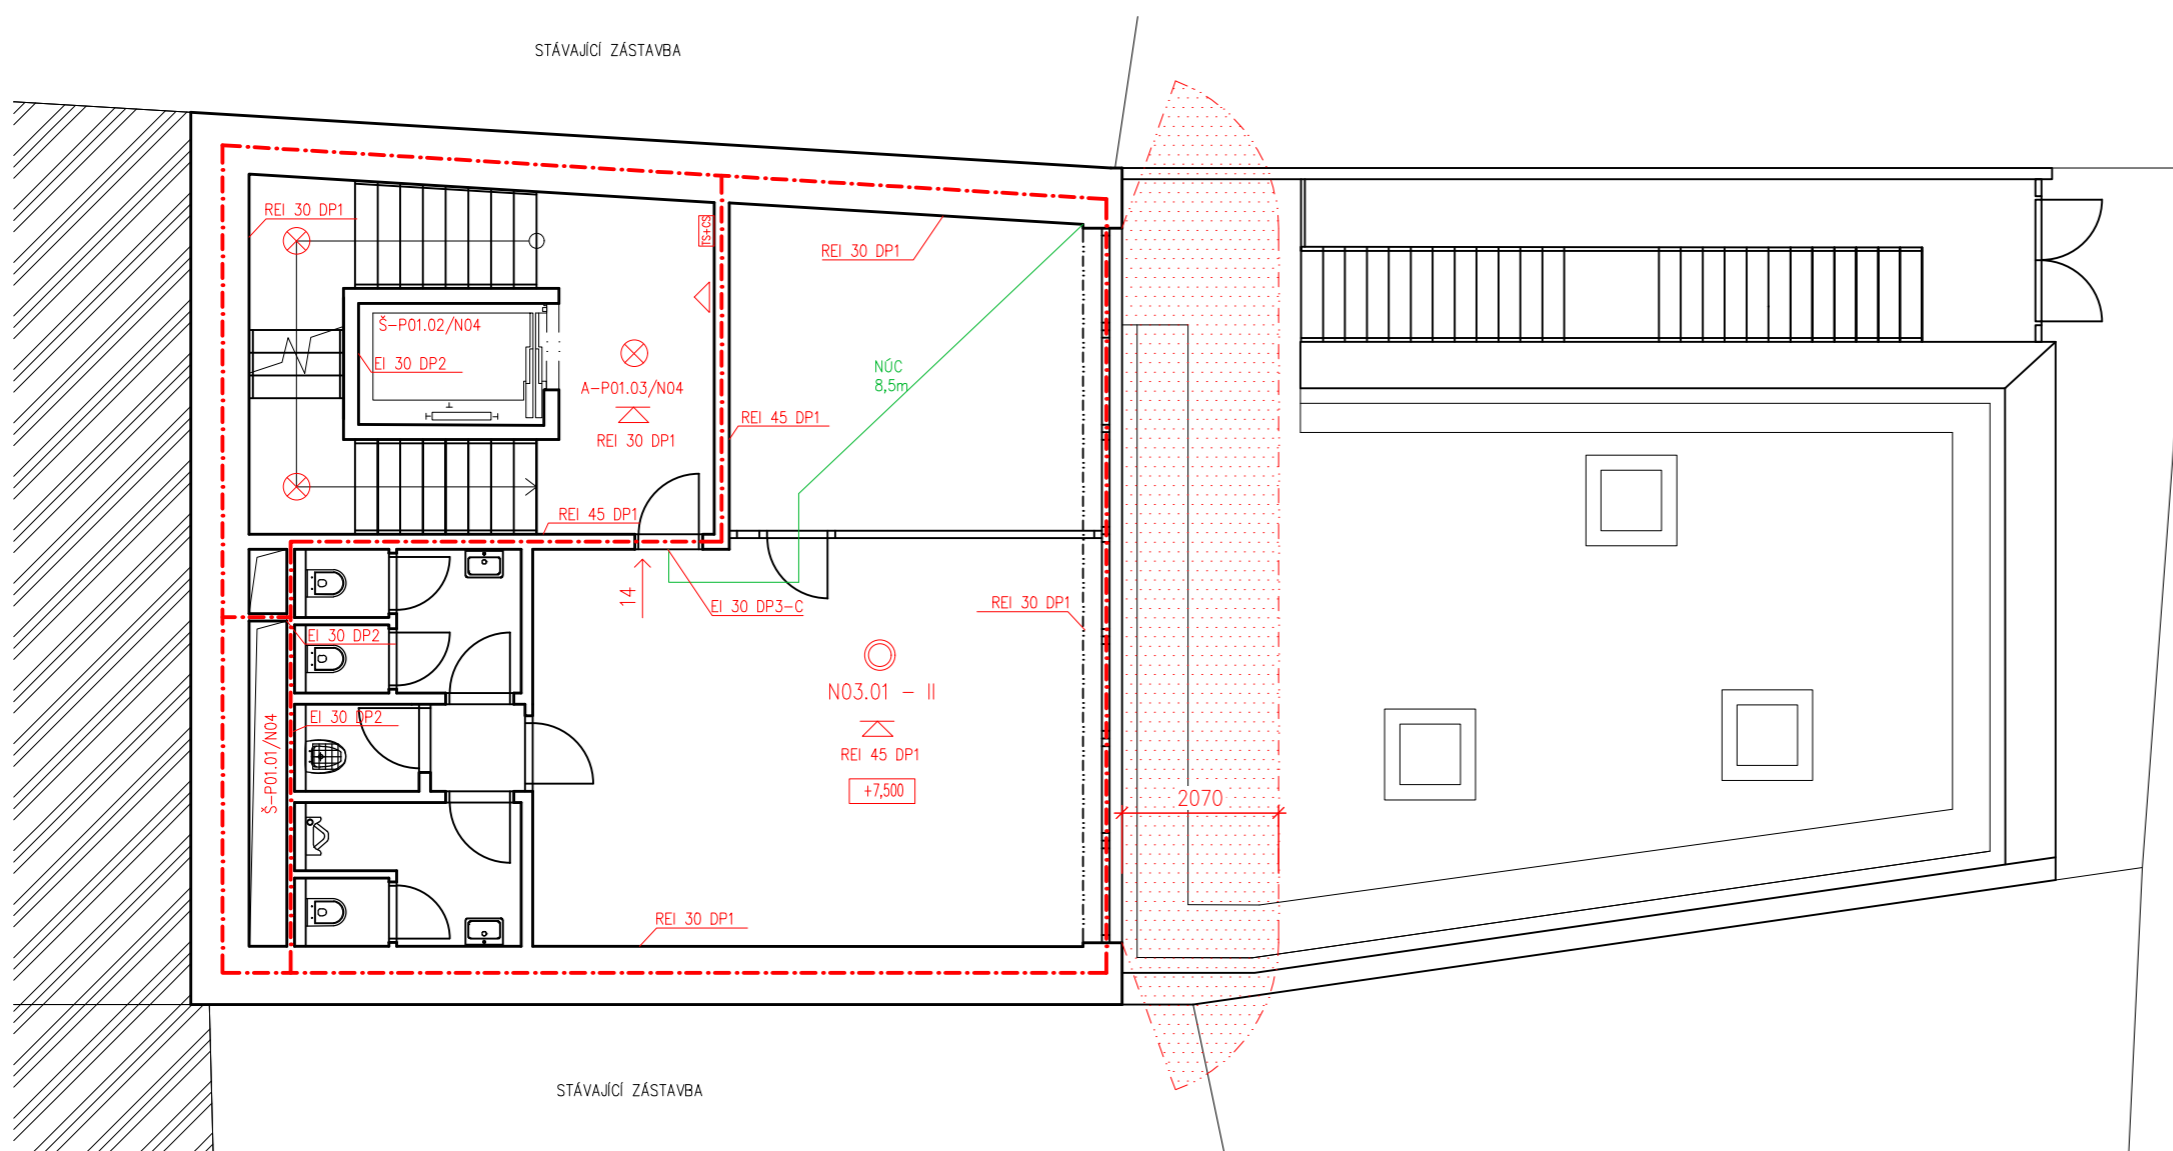 STÁVAJÍCÍ ZÁSTAVBA
REI 30 DP1
TS+CS
REI 30 DP1
Š-P01.02/N04
EI 30 DP2
A-P01.03/N04
REI 30 DP1
NÚC
8,5m
REI 45 DP1
REI 45 DP1
14
EI 30 DP3-C
REI 30 DP1
EI 30 DP2
N03.01 - II
REI 45 DP1
+7,500
EI 30 DP2
Š-P01.01/N04
2070
REI 30 DP1
STÁVAJÍCÍ ZÁSTAVBA